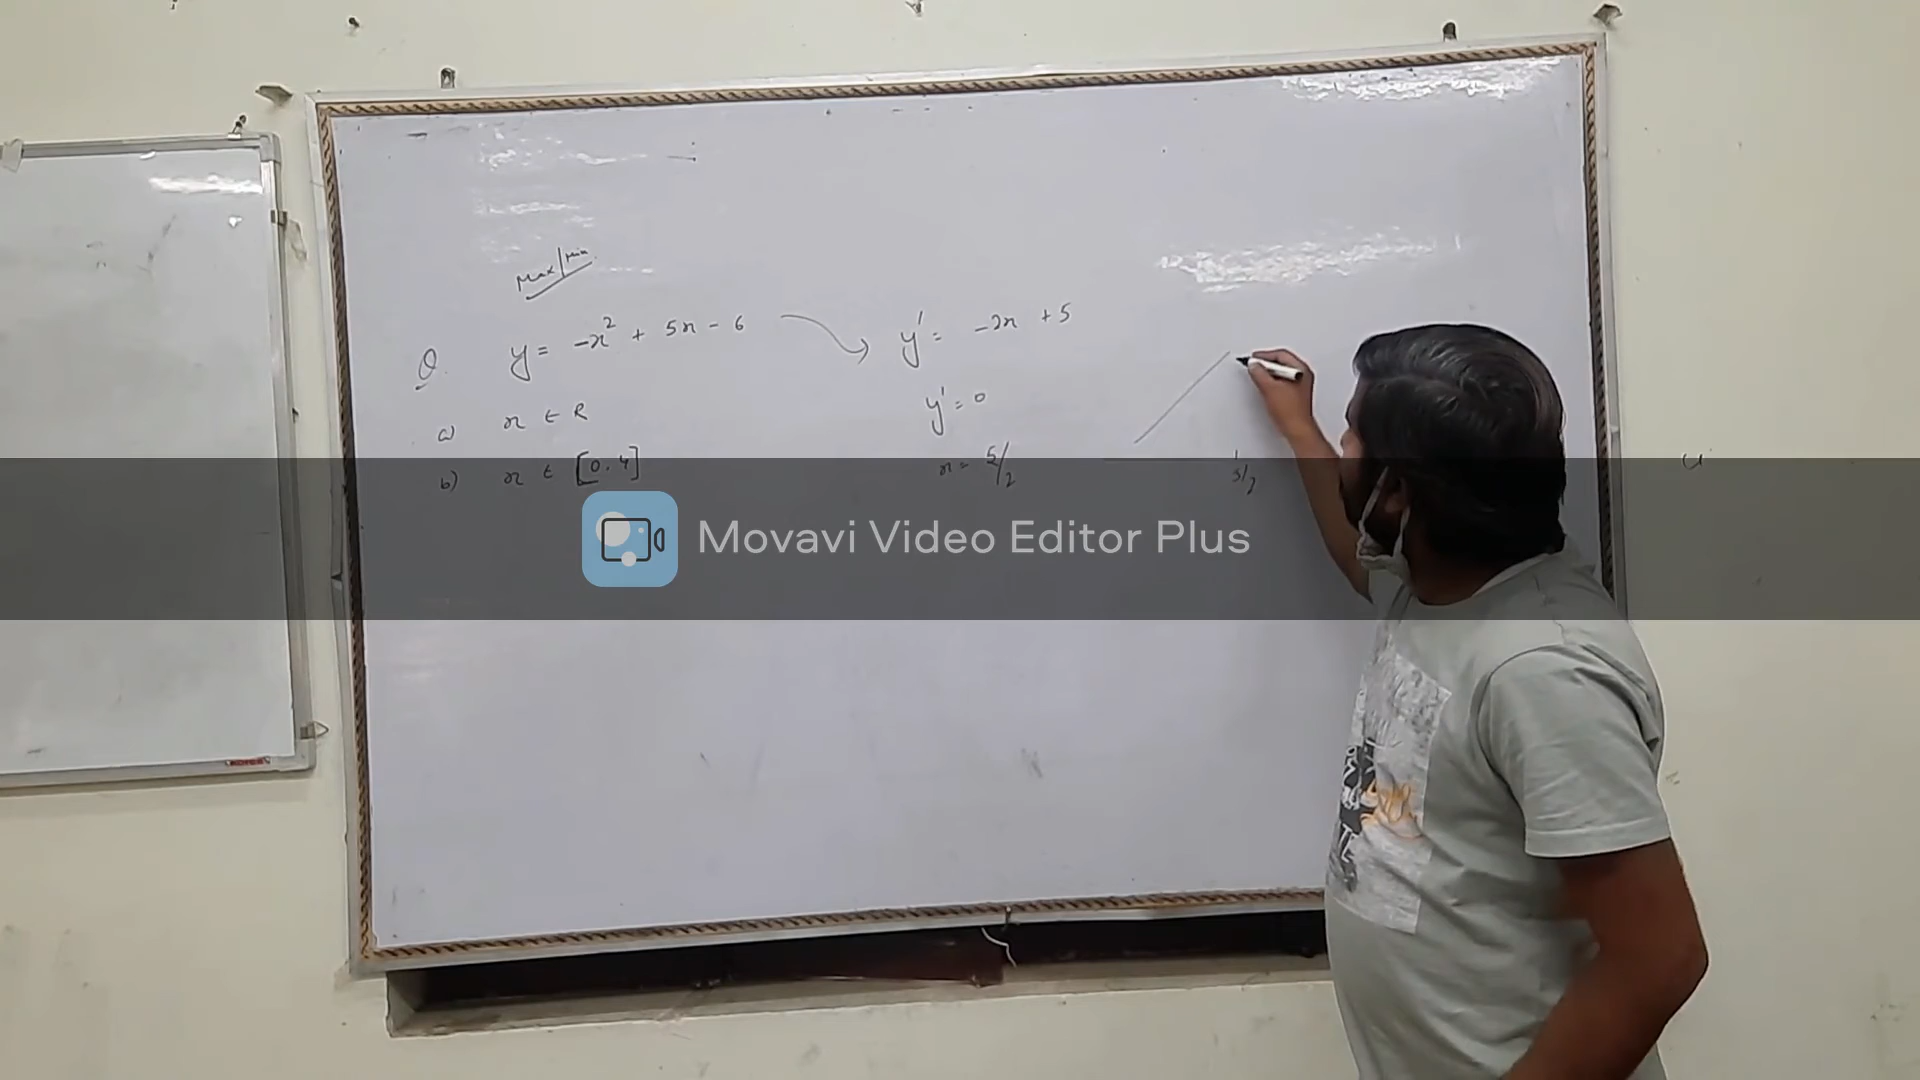 Max/Min
Q. y = -x² + 5x - 6
y' = -2x + 5
a) x ∈ R
y' = 0
b) x ∈ [0, 4]
x = 5/2
5/2
Movavi Video Editor Plus